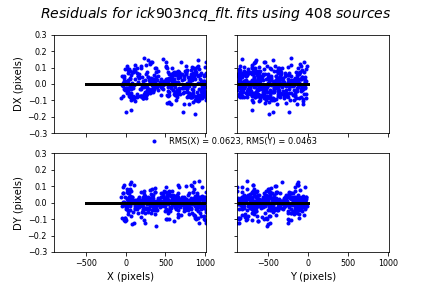 Residuals for ick903ncq_flt.fits using 408 sources
0.3
0.2
0.1
0.0
−0.1
−0.2
−0.3
DX (pixels)
RMS(X) = 0.0623, RMS(Y) = 0.0463
0.3
0.2
0.1
0.0
−0.1
−0.2
−0.3
DY (pixels)
−500 0 500 1000
−500 0 500 1000
X (pixels)
Y (pixels)